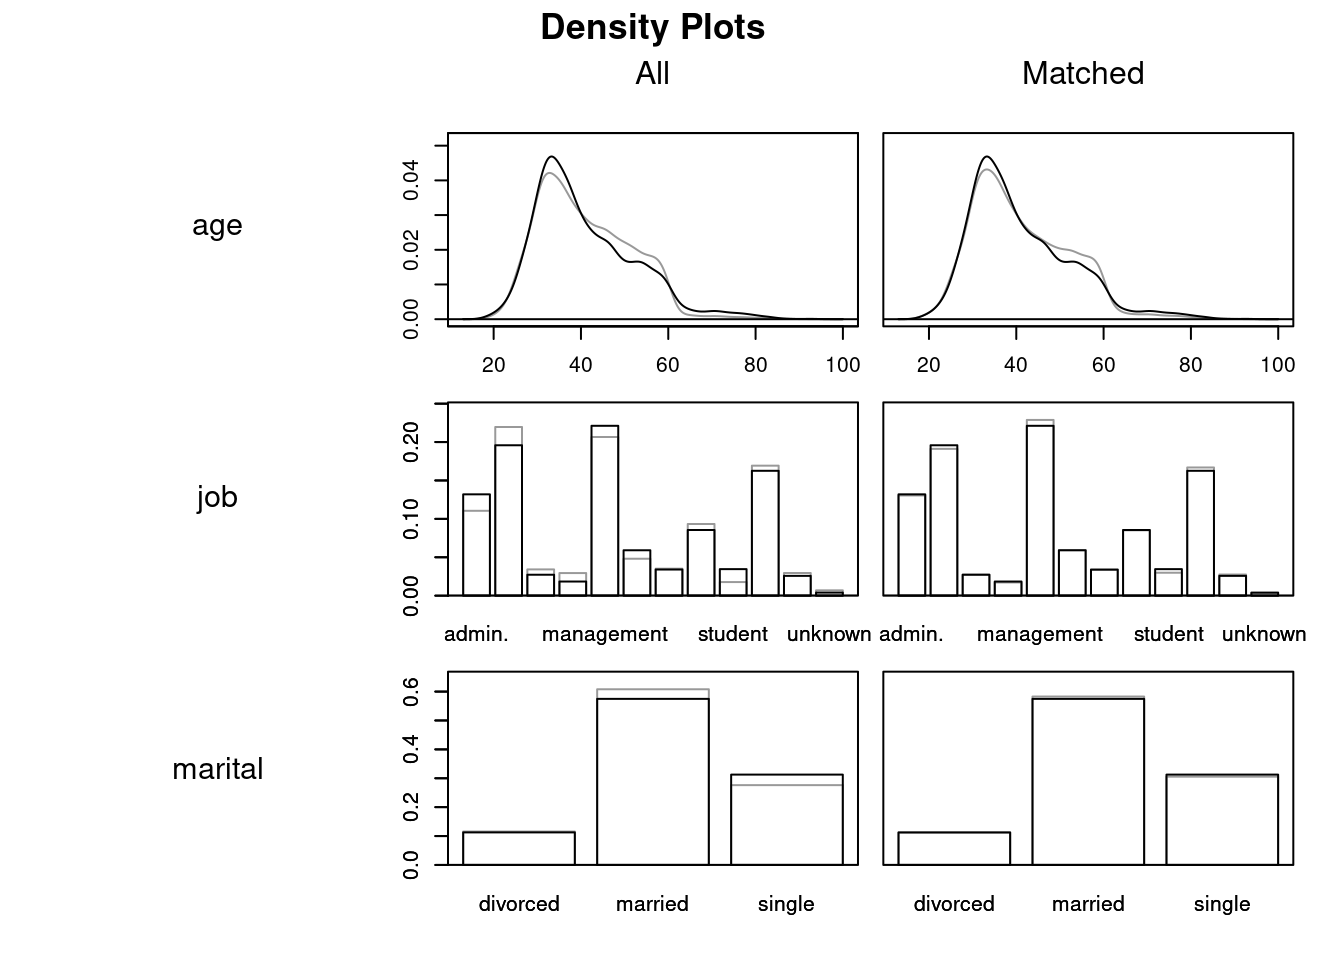 Density Plots
All Matched
age
0.00 0.02 0.04
20 40 60 80 100 20 40 60 80 100
job
0.00 0.10 0.20
admin. management student unknown admin. management student unknown
marital
0.0 0.2 0.4 0.6
divorced married single divorced married single